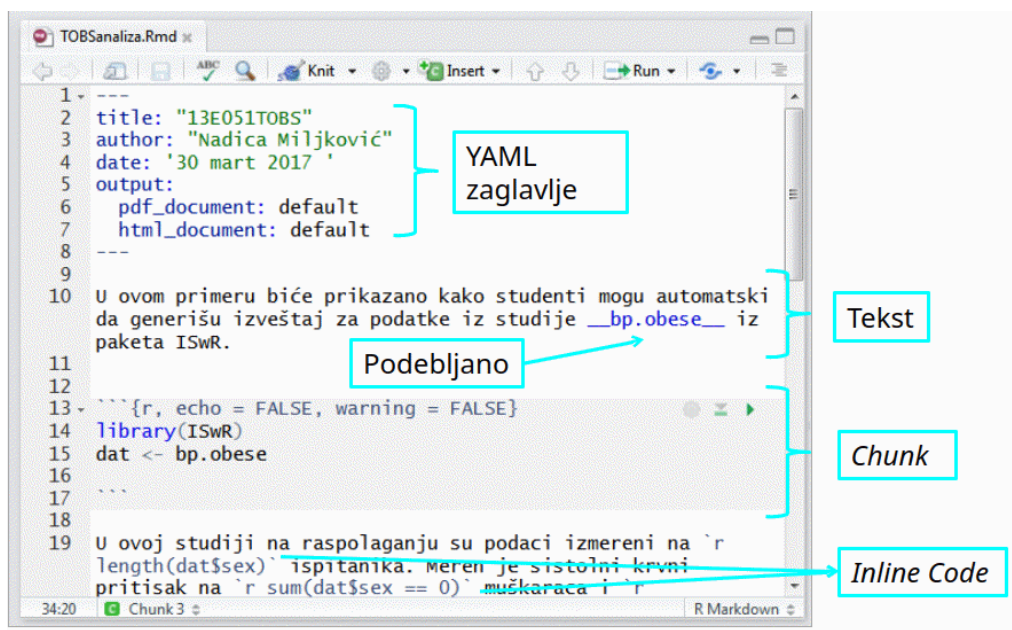 TOBSanaliza.Rmd
ABC Knit Insert Run
1 ---
2 title: "13E051TOBS"
3 author: "Nadica Miljković"
4 date: '30 mart 2017 '
5 output:
6 pdf_document: default
7 html_document: default
8 ---
YAML
zaglavlje
9
10 U ovom primeru biće prikazano kako studenti mogu automatski
da generišu izveštaj za podatke iz studije __bp.obese__ iz
paketa ISwR.
Tekst
Podebljano
11
12
13 ```{r, echo = FALSE, warning = FALSE}
14 library(ISwR)
15 dat <- bp.obese
16
17 ```
Chunk
18
19 U ovoj studiji na raspolaganju su podaci izmereni na `r
length(dat$sex)` ispitanika. Meren je sistolni krvni
pritisak na `r sum(dat$sex == 0)` muškaraca i `r
Inline Code
34:20 C Chunk 3 R Markdown